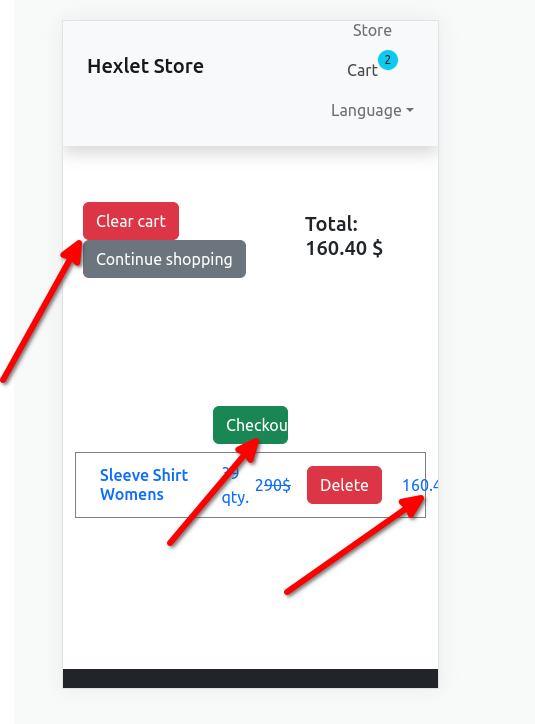 Store
Hexlet Store
Cart 2
Language
Clear cart
Total:
160.40 $
Continue shopping
Checkou
Sleeve Shirt
Womens
qty.
290$
Delete
160.4